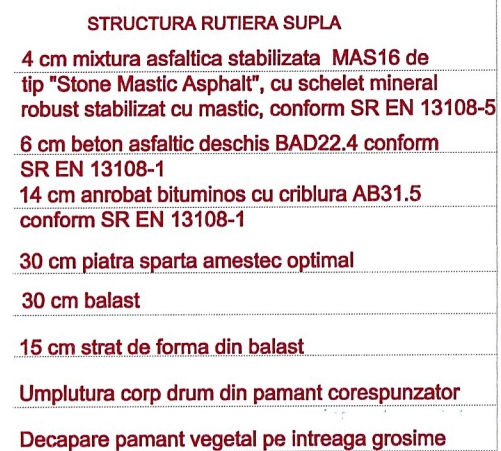 STRUCTURA RUTIERA SUPLA
4 cm mixtura asfaltica stabilizata MAS16 de
tip "Stone Mastic Asphalt", cu schelet mineral
robust stabilizat cu mastic, conform SR EN 13108-5
6 cm beton asfaltic deschis BAD22.4 conform
SR EN 13108-1
14 cm anrobat bituminos cu criblura AB31.5
conform SR EN 13108-1
30 cm piatra sparta amestec optimal
30 cm balast
15 cm strat de forma din balast
Umplutura corp drum din pamant corespunzator
Decapare pamant vegetal pe intreaga grosime